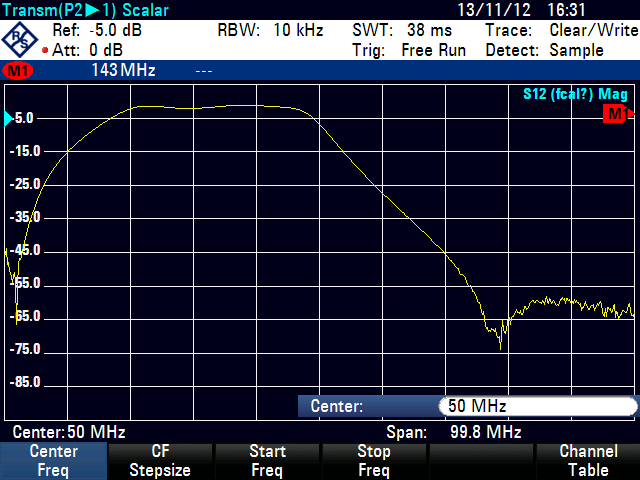 Transm(P2▶1) Scalar 13/11/12 16:31
Ref: -5.0 dB RBW: 10 kHz SWT: 38 ms Trace: Clear/Write
Att: 0 dB Trig: Free Run Detect: Sample
R S
M1 143 MHz ---
S12 (fcal?) Mag
M1
-5.0
-15.0
-25.0
-35.0
-45.0
-55.0
-65.0
-75.0
-85.0
Center: 50 MHz
Center: 50 MHz Span: 99.8 MHz
Center Freq
CF Stepsize
Start Freq
Stop Freq
Channel Table